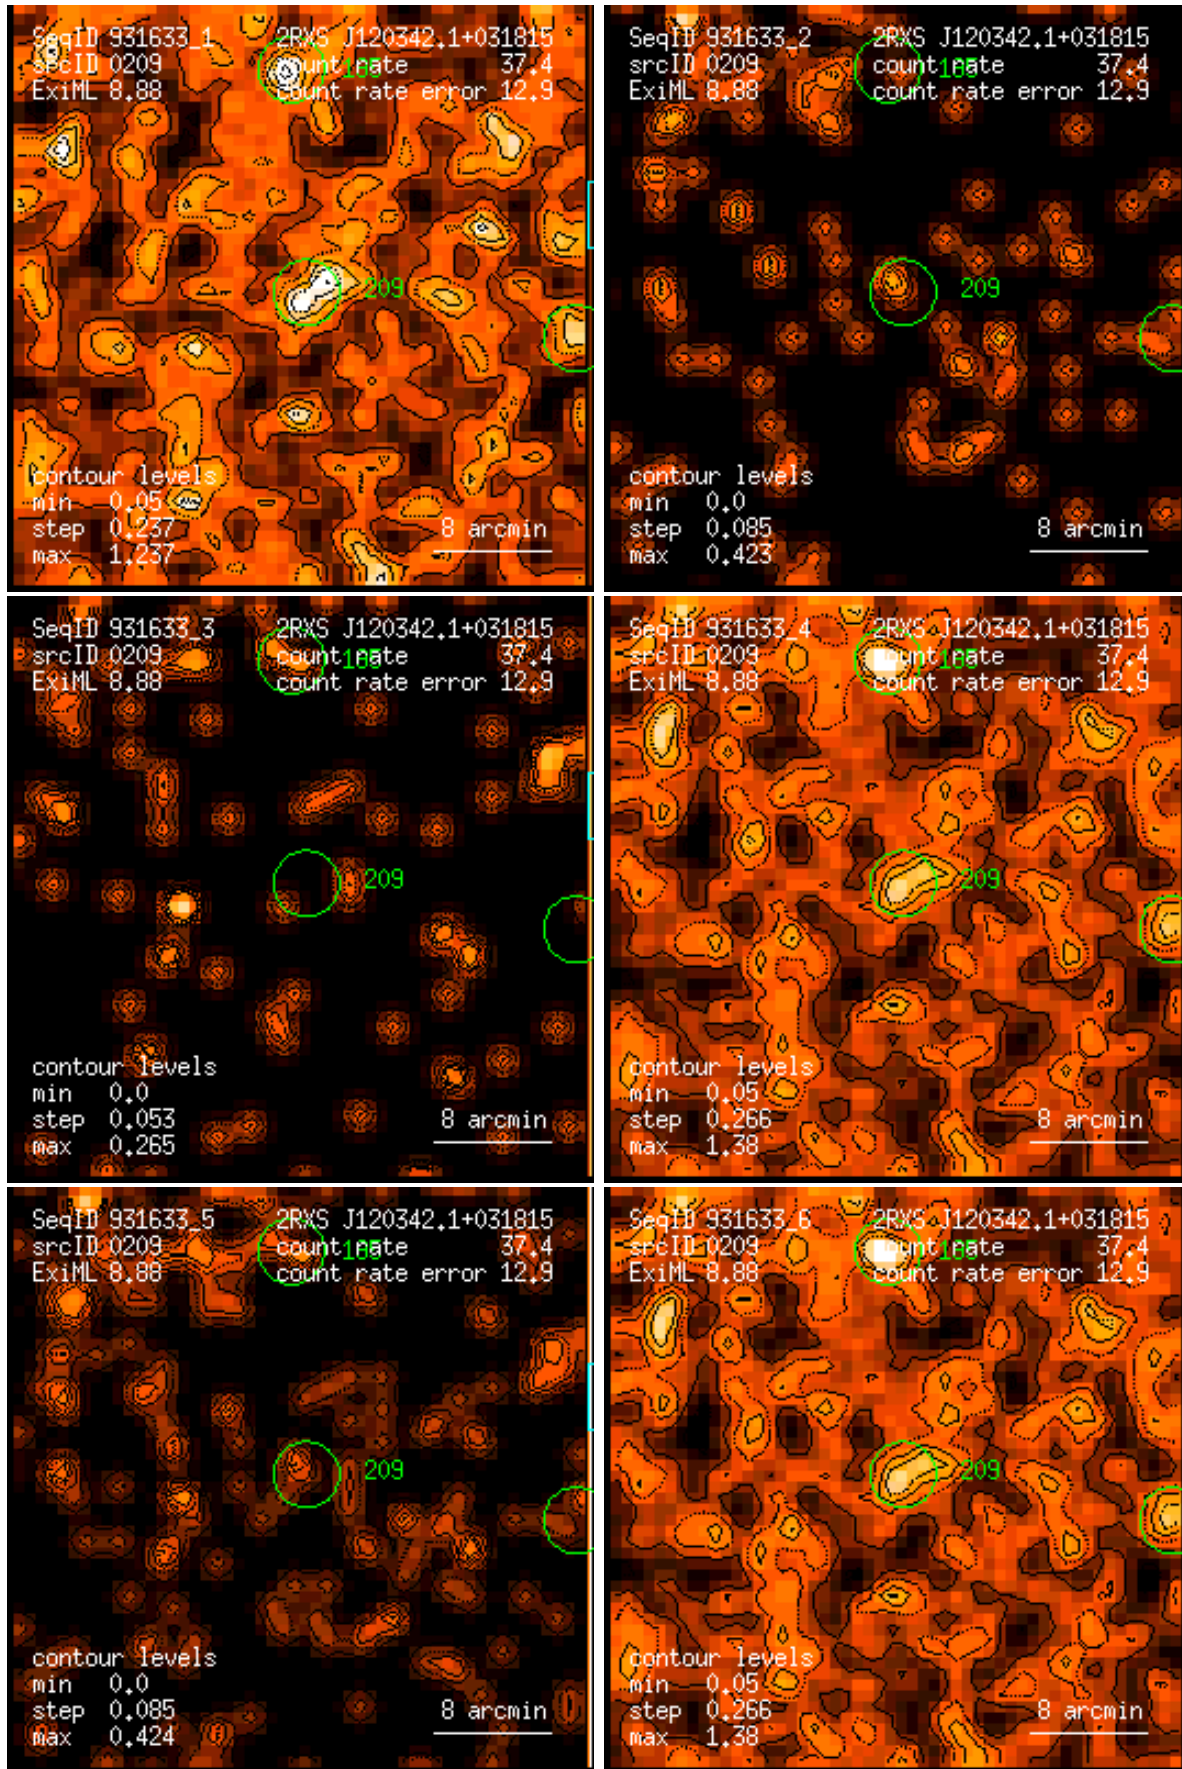 SeqID 931633_1 2RXS J120342.1+031815
srcID 0209 count rate 37.4
185
ExiML 8.88 count rate error 12.9
209
contour levels
min 0.05
step 0.237 8 arcmin
max 1.237
SeqID 931633_2 2RXS J120342.1+031815
srcID 0209 count rate 37.4
185
ExiML 8.88 count rate error 12.9
209
contour levels
min 0.0
step 0.085 8 arcmin
max 0.423
SeqID 931633_3 2RXS J120342.1+031815
srcID 0209 count rate 37.4
185
ExiML 8.88 count rate error 12.9
209
contour levels
min 0.0
step 0.053 8 arcmin
max 0.265
SeqID 931633_4 2RXS J120342.1+031815
srcID 0209 count rate 37.4
185
ExiML 8.88 count rate error 12.9
209
contour levels
min 0.05
step 0.266 8 arcmin
max 1.38
SeqID 931633_5 2RXS J120342.1+031815
srcID 0209 count rate 37.4
185
ExiML 8.88 count rate error 12.9
209
contour levels
min 0.0
step 0.085 8 arcmin
max 0.424
SeqID 931633_6 2RXS J120342.1+031815
srcID 0209 count rate 37.4
185
ExiML 8.88 count rate error 12.9
209
contour levels
min 0.05
step 0.266 8 arcmin
max 1.38